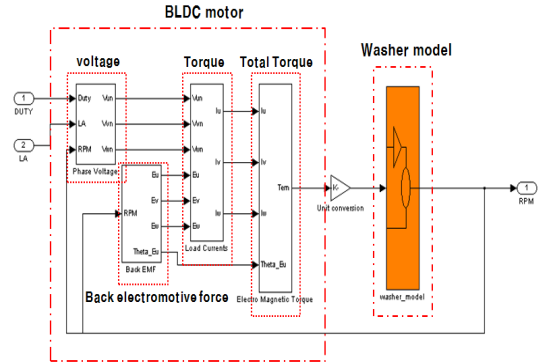 BLDC motor
Washer model
voltage
Torque
Total Torque
1
DUTY
2
LA
Duty
LA
RPM
Vun
Vvn
Vwn
Phase Voltage
RPM
Eu
Ev
Ew
Theta_Eu
Back EMF
Vun
Vvn
Vwn
Eu
Ev
Ew
Iu
Iv
Iw
Load Currents
Iu
Iv
Iw
Theta_Eu
Tem
Electro Magnetic Torque
K-
Unit conversion
washer_model
1
RPM
Back electromotive force